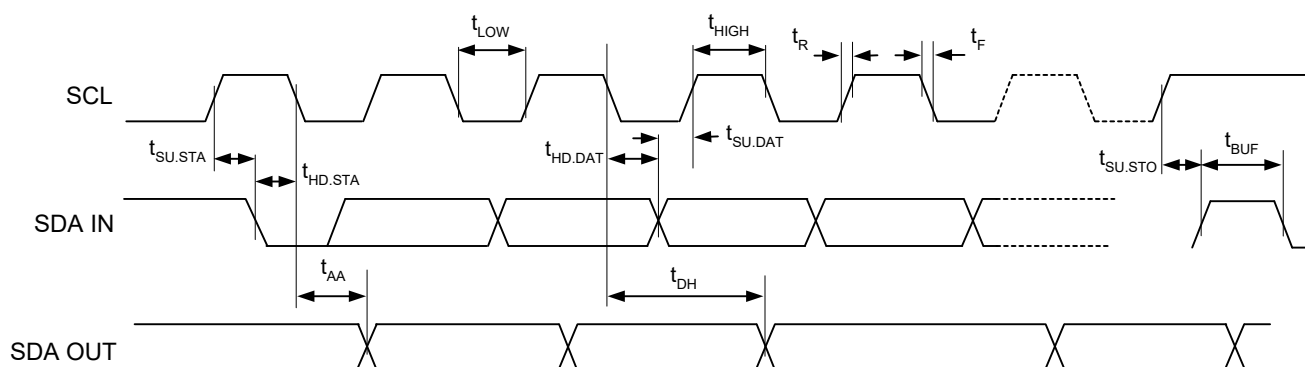 tLOW
tHIGH
tR
tF
SCL
tSU.STA
tHD.STA
tHD.DAT
tSU.DAT
tSU.STO
tBUF
SDA IN
tAA
tDH
SDA OUT